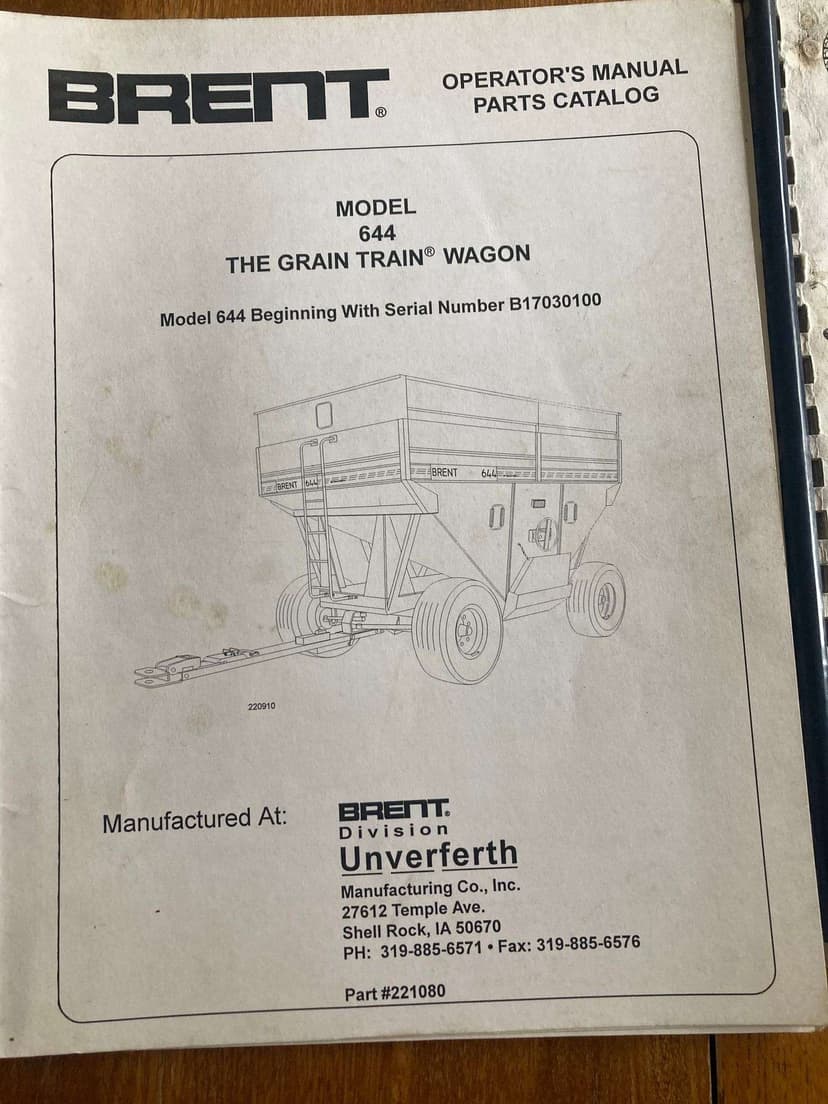 BRENT®
OPERATOR'S MANUAL
PARTS CATALOG
MODEL
644
THE GRAIN TRAIN® WAGON
Model 644 Beginning With Serial Number B17030100
BRENT 644
BRENT 644
220910
Manufactured At:
BRENT®
Division
Unverferth
Manufacturing Co., Inc.
27612 Temple Ave.
Shell Rock, IA 50670
PH: 319-885-6571 • Fax: 319-885-6576
Part #221080